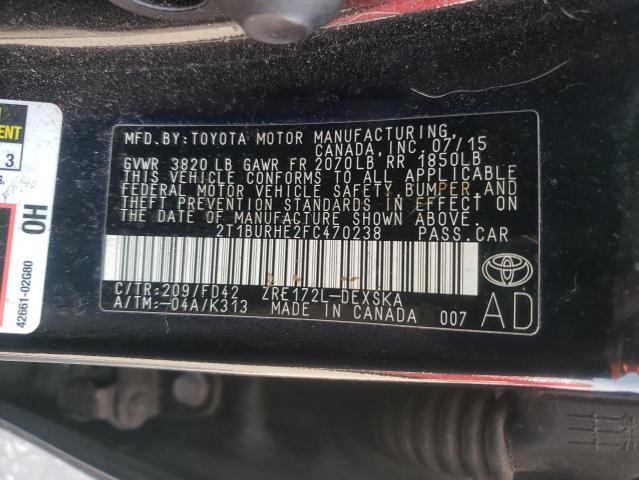 MFD.BY:TOYOTA MOTOR MANUFACTURING,
CANADA, INC. 07/15
GVWR 3820 LB GAWR FR 2070LB RR 1850LB
THIS VEHICLE CONFORMS TO ALL APPLICABLE
FEDERAL MOTOR VEHICLE SAFETY, BUMPER, AND
THEFT PREVENTION STANDARDS IN EFFECT ON
THE DATE OF MANUFACTURE SHOWN ABOVE.
2T1BURHE2FC470238 PASS.CAR
C/TR:209/FD42 ZRE172L-DEXSKA
A/TM:-04A/K313 MADE IN CANADA 007
AD
3
s.
OH
42661-02G80